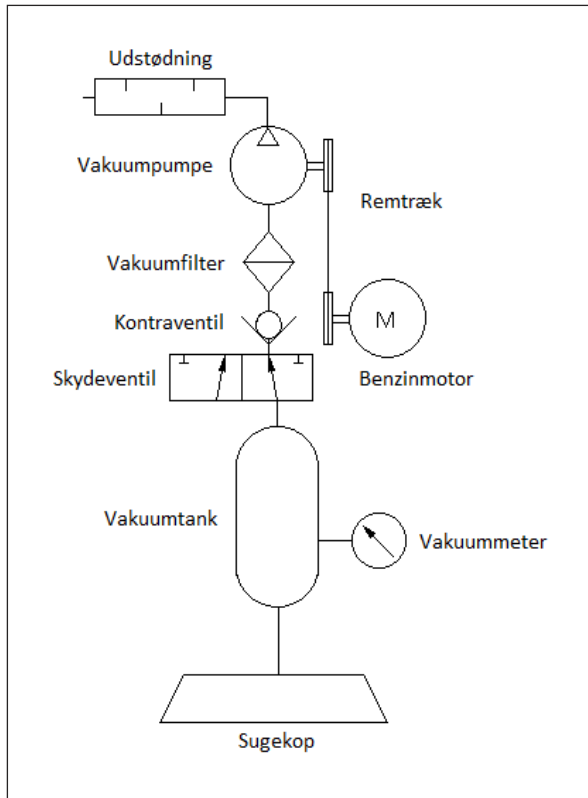 Udstødning
Vakuumpumpe
Remtræk
Vakuumfilter
Kontraventil
M
Skydeventil
Benzinmotor
Vakuumtank
Vakuummeter
Sugekop